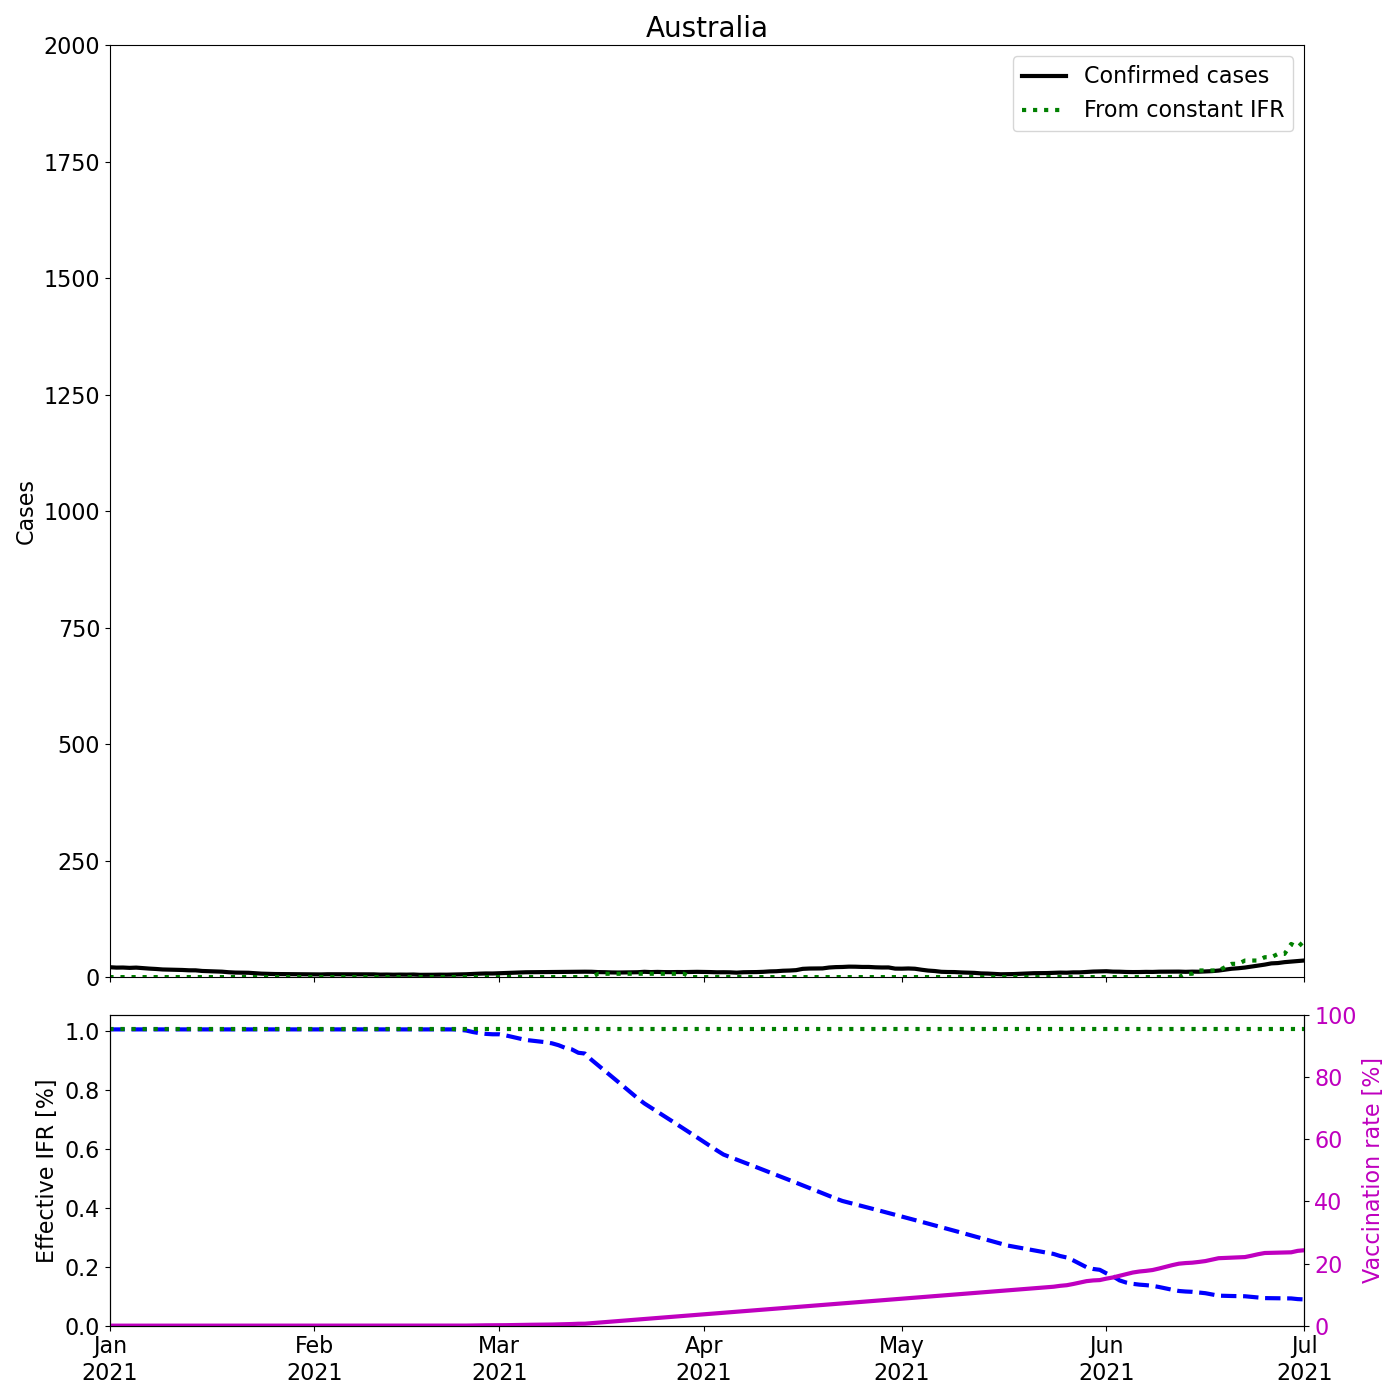 Australia
2000
1750
1500
1250
1000
750
500
250
0
Cases
Confirmed cases
From constant IFR
1.0
0.8
0.6
0.4
0.2
0.0
Effective IFR [%]
100
80
60
40
20
0
Vaccination rate [%]
Jan Feb Mar Apr May Jun Jul
2021 2021 2021 2021 2021 2021 2021